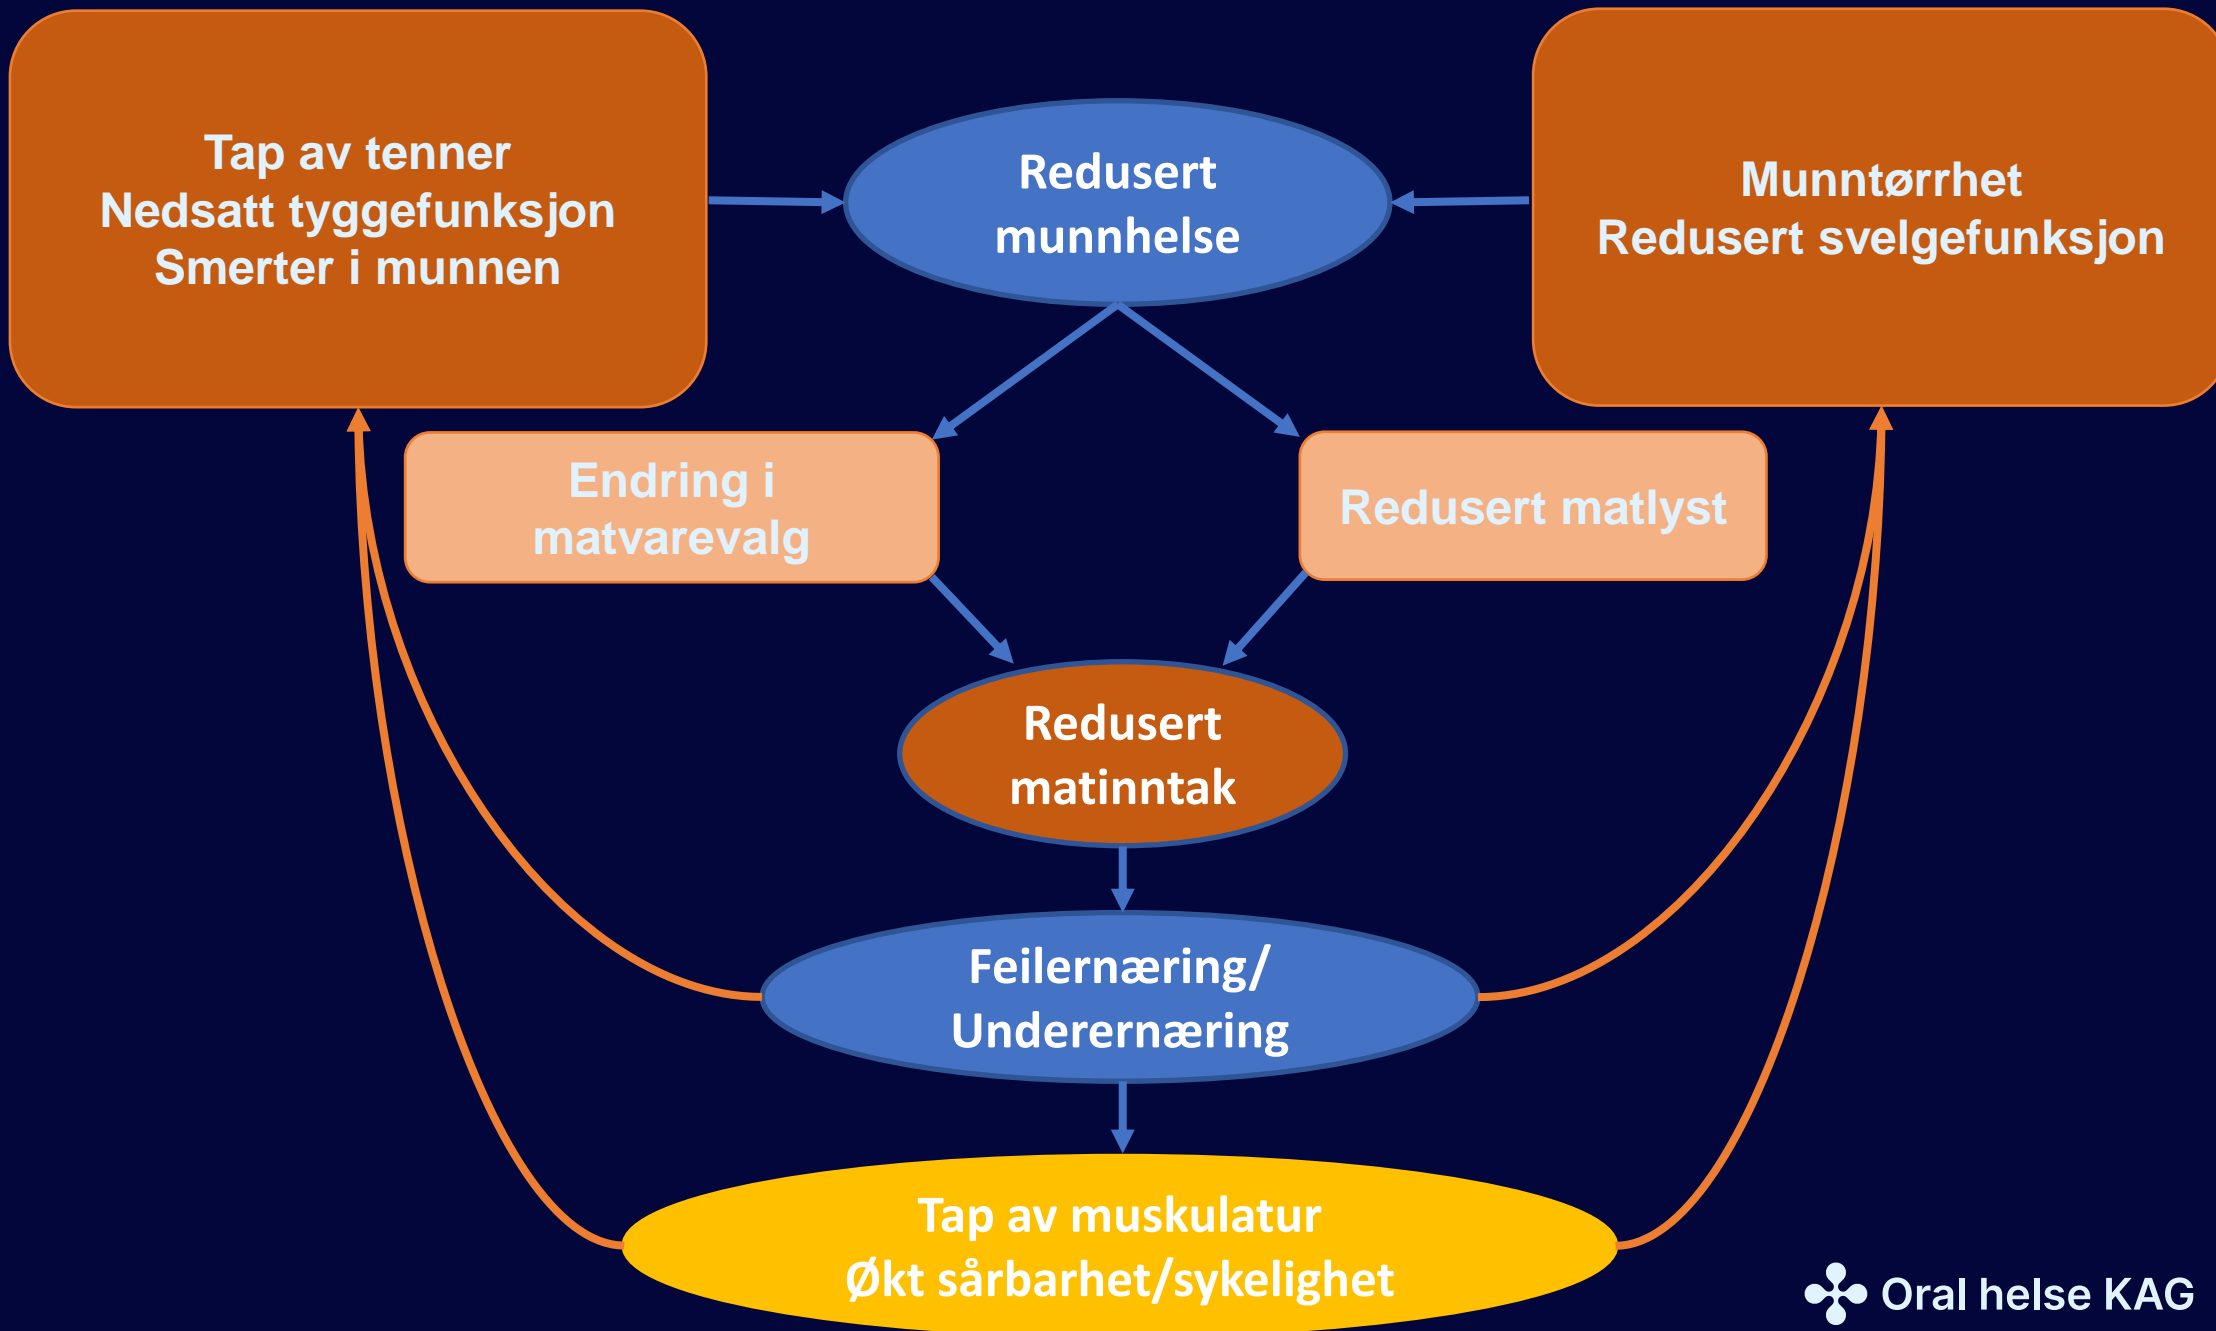 Tap av tenner
Nedsatt tyggefunksjon
Smerter i munnen
Redusert
munnhelse
Munntørrhet
Redusert svelgefunksjon
Endring i
matvarevalg
Redusert matlyst
Redusert
matinntak
Feilernæring/
Underernæring
Tap av muskulatur
Økt sårbarhet/sykelighet
Oral helse KAG